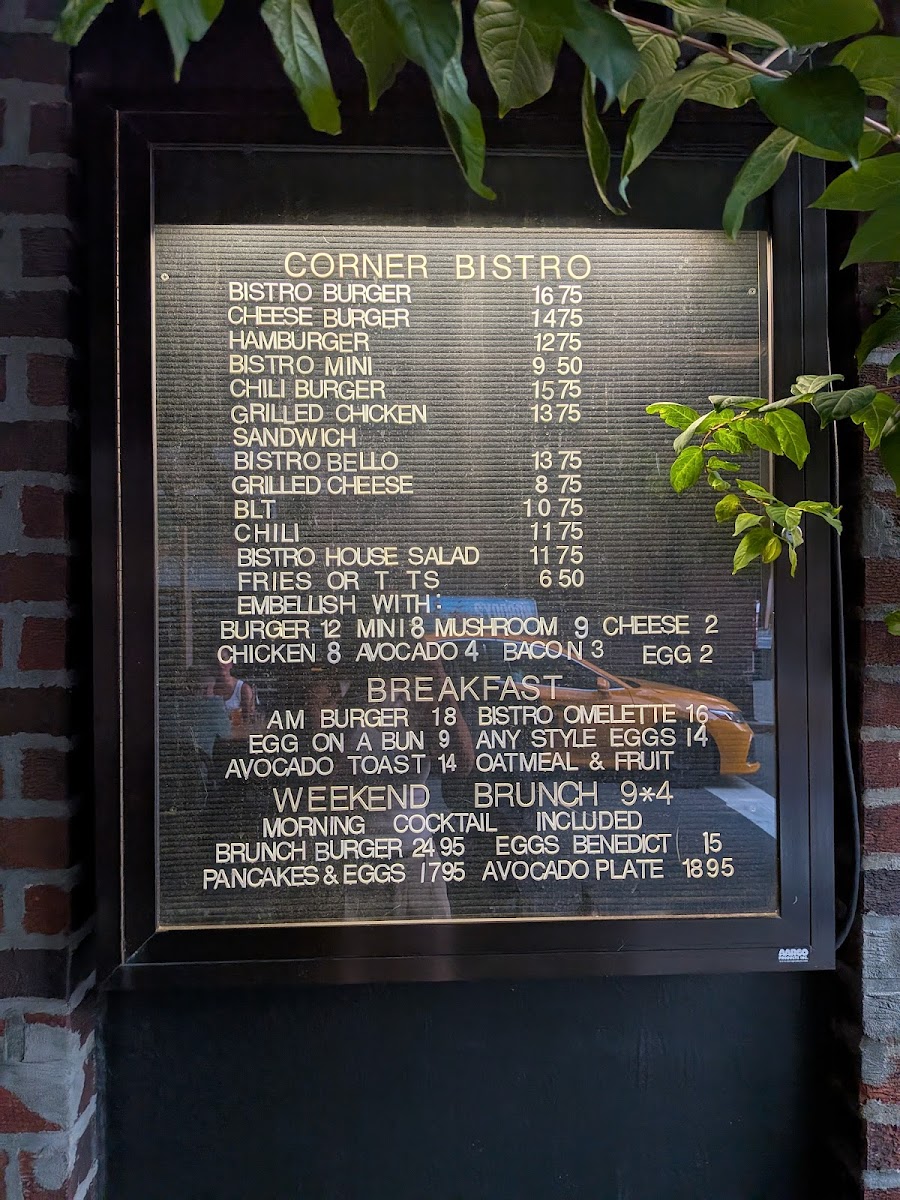 CORNER BISTRO
BISTRO BURGER 16 75
CHEESE BURGER 14 75
HAMBURGER 12 75
BISTRO MINI 9 50
CHILI BURGER 15 75
GRILLED CHICKEN 13 75
SANDWICH
BISTRO BELLO 13 75
GRILLED CHEESE 8 75
BLT 10 75
CHILI 11 75
BISTRO HOUSE SALAD 11 75
FRIES OR T TS 6 50
EMBELLISH WITH:
BURGER 12 MINI 8 MUSHROOM 9 CHEESE 2
CHICKEN 8 AVOCADO 4 BACON 3 EGG 2
BREAKFAST
AM BURGER 18 BISTRO OMELETTE 16
EGG ON A BUN 9 ANY STYLE EGGS 14
AVOCADO TOAST 14 OATMEAL & FRUIT
WEEKEND BRUNCH 9*4
MORNING COCKTAIL INCLUDED
BRUNCH BURGER 24 95 EGGS BENEDICT 15
PANCAKES & EGGS 17 95 AVOCADO PLATE 18 95
AARCO